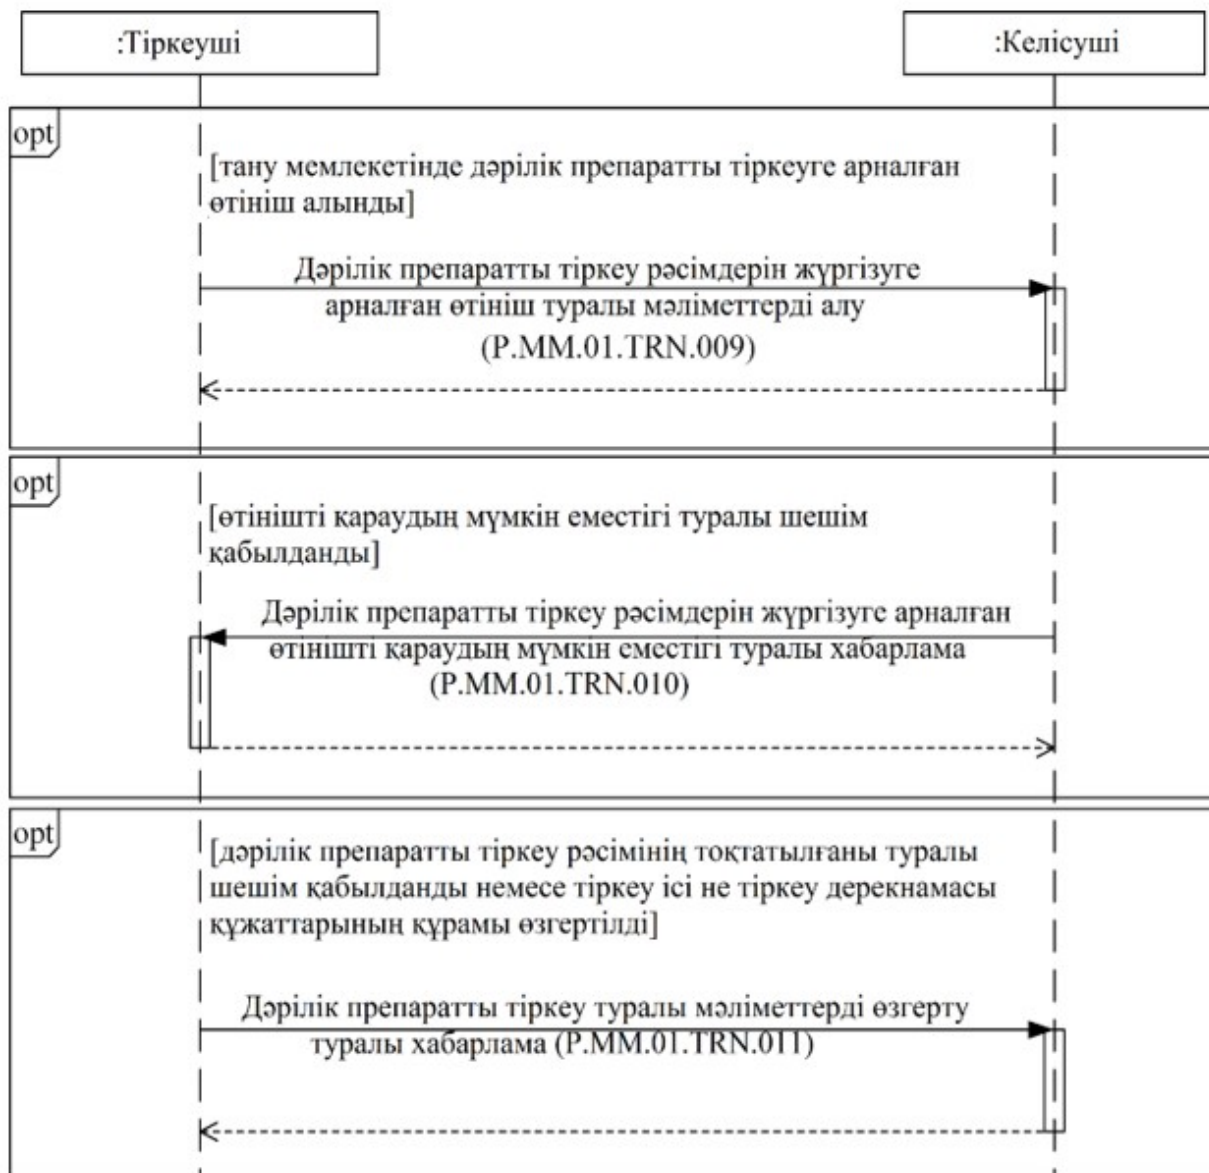 :Тіркеуші
:Келісуші
opt
[тану мемлекетінде дәрілік препаратты тіркеуге арналған
өтініш алынды]
Дәрілік препаратты тіркеу рәсімдерін жүргізуге
арналған өтініш туралы мәліметтерді алу
(P.MM.01.TRN.009)
opt
[өтінішті қараудың мүмкін еместігі туралы шешім
қабылданды]
Дәрілік препаратты тіркеу рәсімдерін жүргізуге арналған
өтінішті қараудың мүмкін еместігі туралы хабарлама
(P.MM.01.TRN.010)
opt
[дәрілік препаратты тіркеу рәсімінің тоқтатылғаны туралы
шешім қабылданды немесе тіркеу ісі не тіркеу дерекнамасы
құжаттарының құрамы өзгертілді]
Дәрілік препаратты тіркеу туралы мәліметтерді өзгерту
туралы хабарлама (P.MM.01.TRN.011)